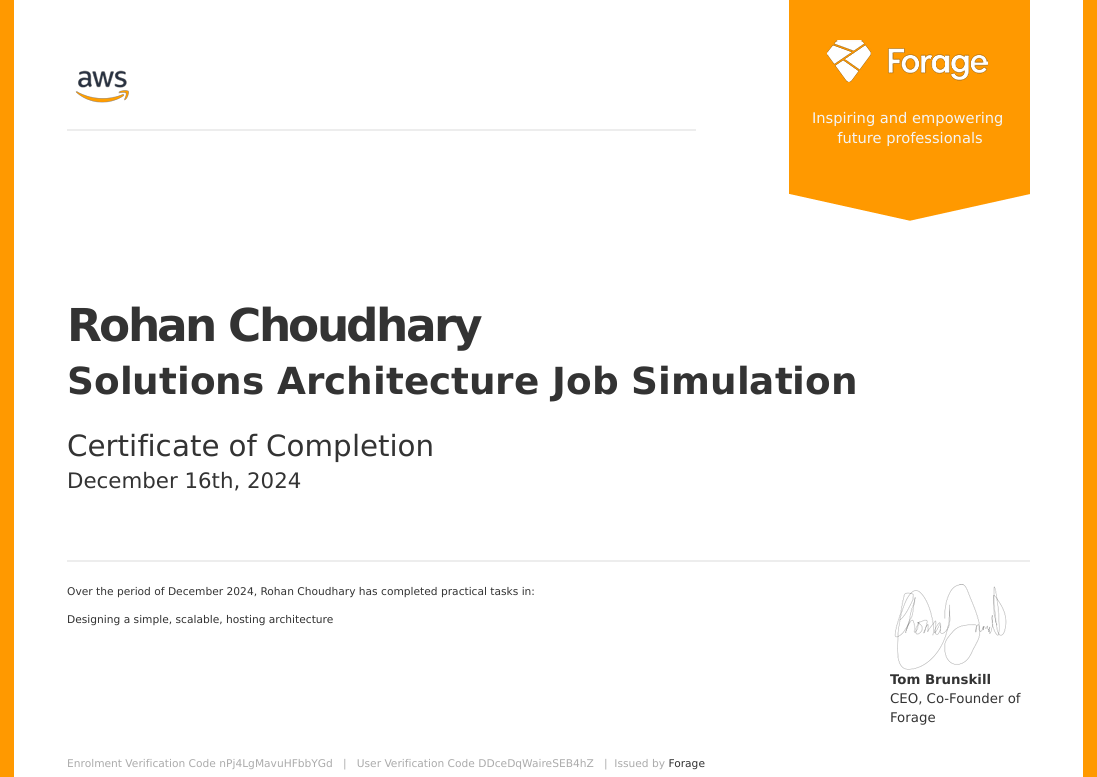 aws
Forage
Inspiring and empowering
future professionals
Rohan Choudhary
Solutions Architecture Job Simulation
Certificate of Completion
December 16th, 2024
Over the period of December 2024, Rohan Choudhary has completed practical tasks in:
Designing a simple, scalable, hosting architecture
Tom Brunskill
CEO, Co-Founder of
Forage
Enrolment Verification Code nPj4LgMavuHFbbYGd | User Verification Code DDceDqWaireSEB4hZ | Issued by Forage